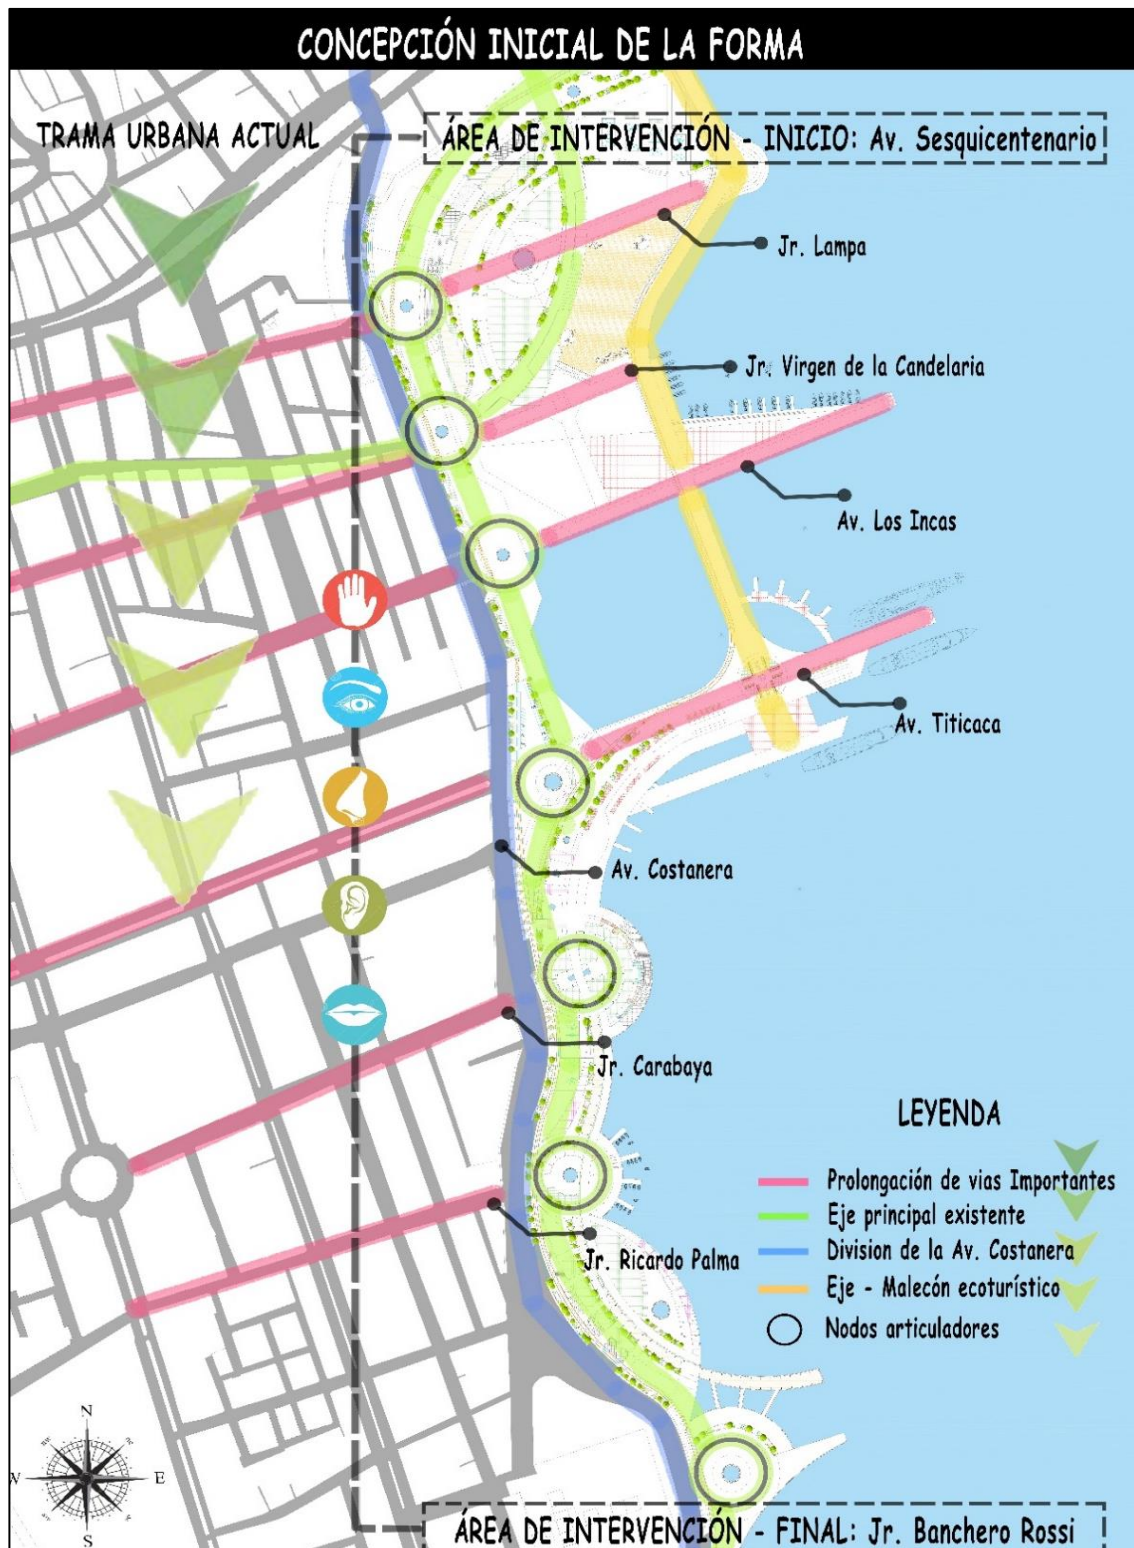 CONCEPCIÓN INICIAL DE LA FORMA
TRAMA URBANA ACTUAL
ÁREA DE INTERVENCIÓN - INICIO: Av. Sesquicentenario
Jr. Lampa
Jr. Virgen de la Candelaria
Av. Los Incas
Av. Titicaca
Av. Costanera
Jr. Carabaya
Jr. Ricardo Palma
LEYENDA
Prolongación de vias Importantes
Eje principal existente
Division de la Av. Costanera
Eje - Malecón ecoturístico
Nodos articuladores
N
W
E
S
ÁREA DE INTERVENCIÓN - FINAL: Jr. Banchero Rossi